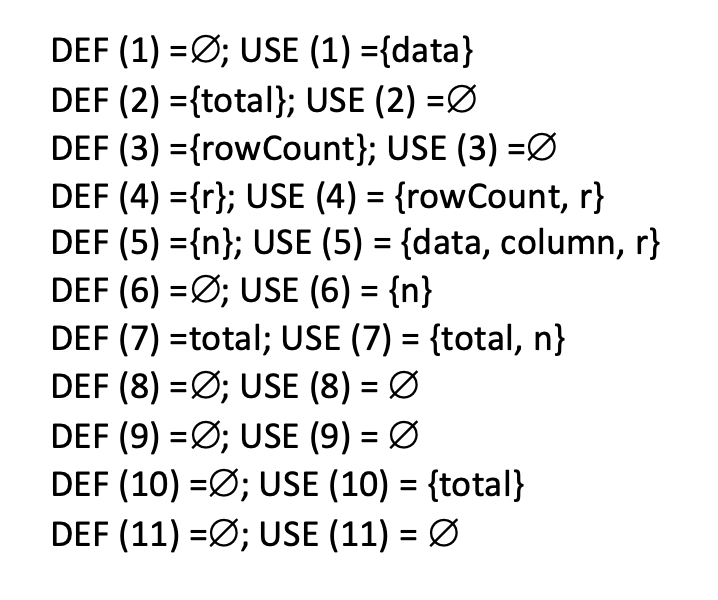 DEF (1) =∅; USE (1) ={data}
DEF (2) ={total}; USE (2) =∅
DEF (3) ={rowCount}; USE (3) =∅
DEF (4) ={r}; USE (4) = {rowCount, r}
DEF (5) ={n}; USE (5) = {data, column, r}
DEF (6) =∅; USE (6) = {n}
DEF (7) =total; USE (7) = {total, n}
DEF (8) =∅; USE (8) = ∅
DEF (9) =∅; USE (9) = ∅
DEF (10) =∅; USE (10) = {total}
DEF (11) =∅; USE (11) = ∅